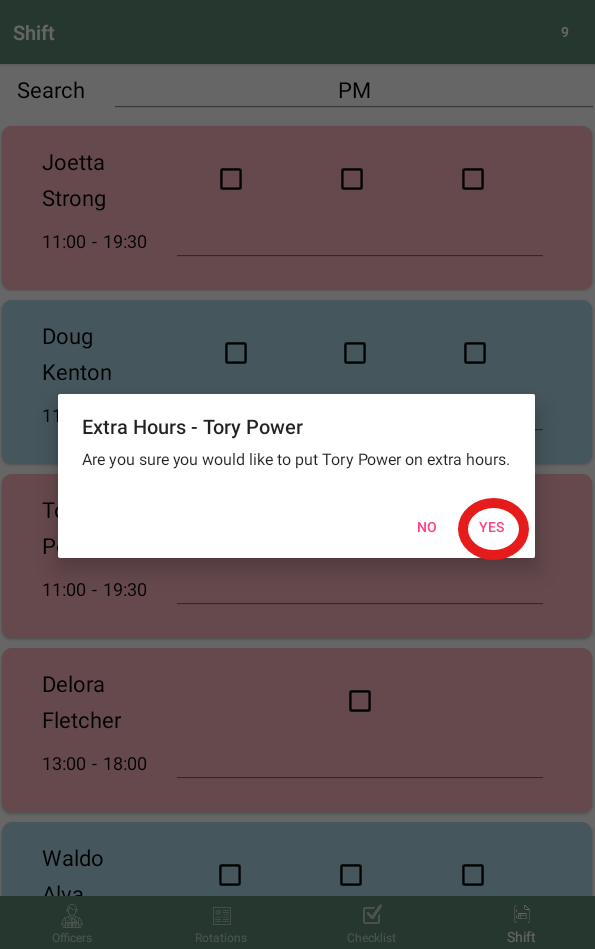 Shift 9
Search PM
Joetta
Strong
11:00 - 19:30
Doug
Kenton
11
Extra Hours - Tory Power
Are you sure you would like to put Tory Power on extra hours.
NO YES
11:00 - 19:30
Delora
Fletcher
13:00 - 18:00
Waldo
Alva
Officers Rotations Checklist Shift